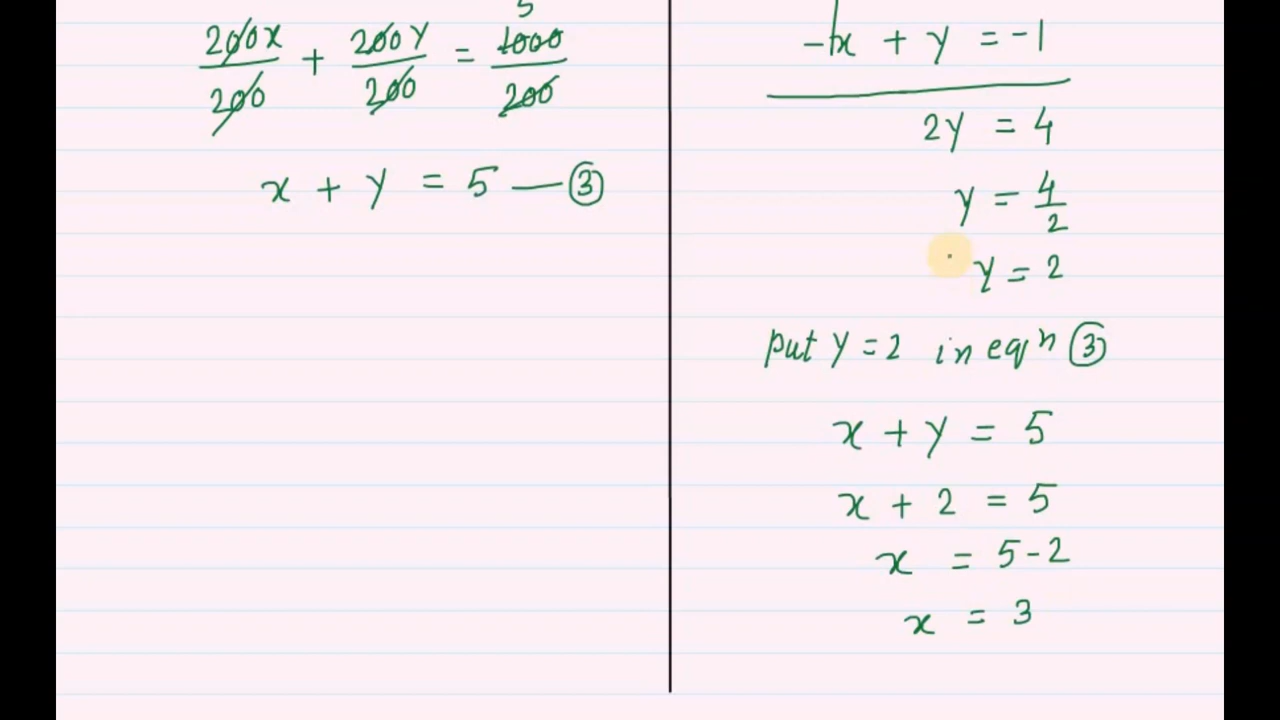 5
200x/200 + 200y/200 = 1000/200
x + y = 5 — ③
-x + y = -1
2y = 4
y = 4/2
y = 2
put y = 2 in eqn ③
x + y = 5
x + 2 = 5
x = 5 - 2
x = 3